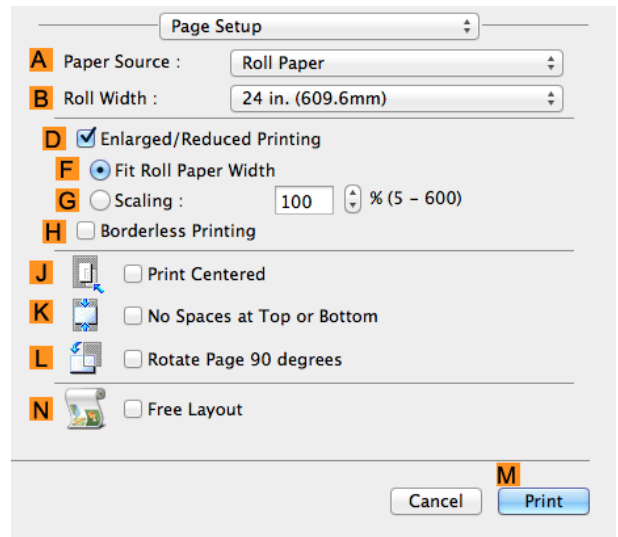 Page Setup
A Paper Source : Roll Paper
B Roll Width : 24 in. (609.6mm)
D Enlarged/Reduced Printing
F Fit Roll Paper Width
G Scaling : 100 % (5 – 600)
H Borderless Printing
J Print Centered
K No Spaces at Top or Bottom
L Rotate Page 90 degrees
N Free Layout
M
Cancel Print